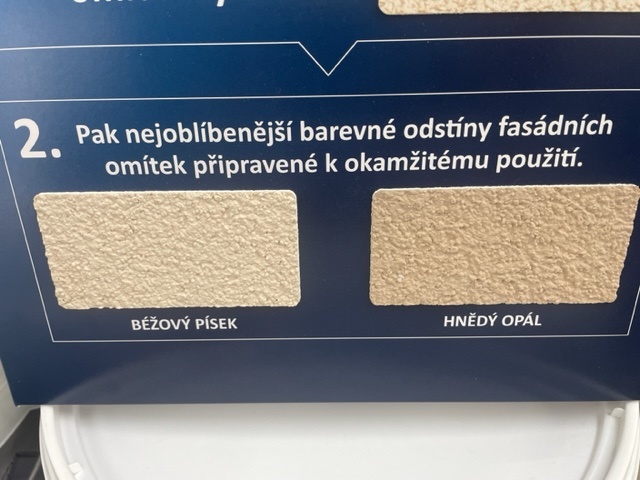 2. Pak nejoblíbenější barevné odstíny fasádních
omítek připravené k okamžitému použití.
BÉŽOVÝ PÍSEK
HNĚDÝ OPÁL